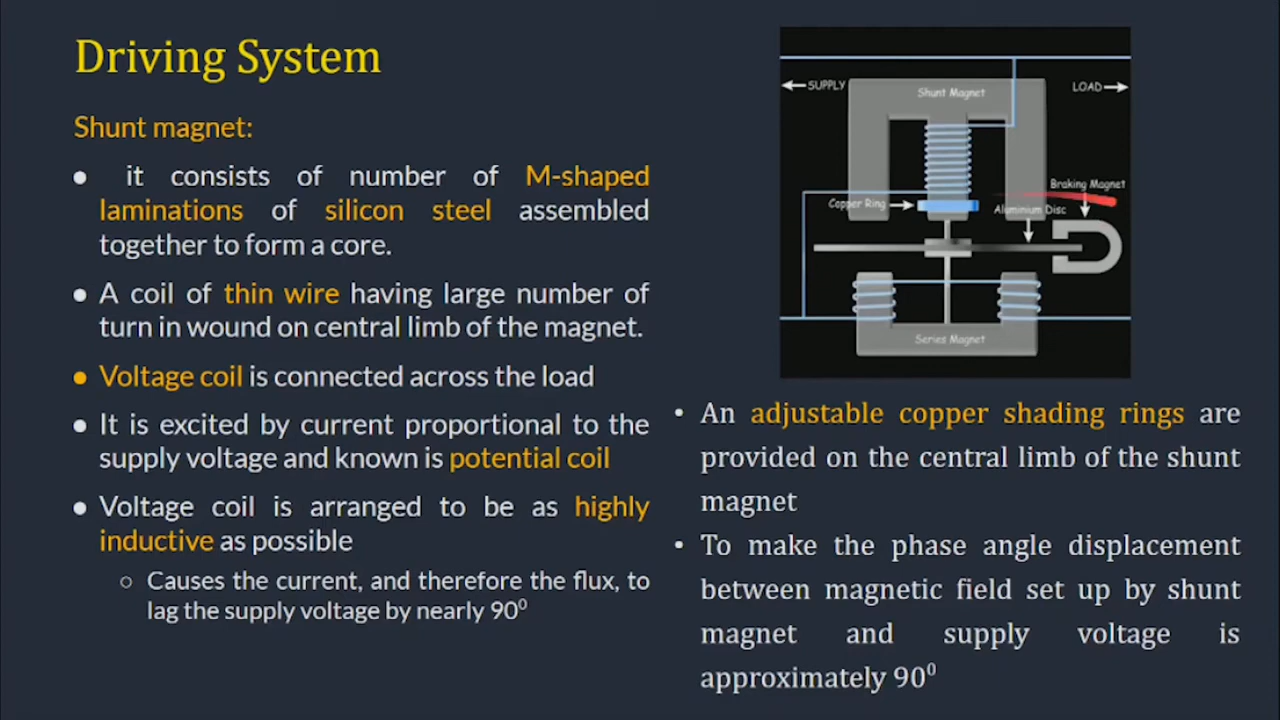 Driving System
Shunt magnet:
● it consists of number of M-shaped
laminations of silicon steel assembled
together to form a core.
● A coil of thin wire having large number of
turn in wound on central limb of the magnet.
● Voltage coil is connected across the load
● It is excited by current proportional to the
supply voltage and known is potential coil
● Voltage coil is arranged to be as highly
inductive as possible
○ Causes the current, and therefore the flux, to
lag the supply voltage by nearly 90⁰
SUPPLY
Shunt Magnet
LOAD
Braking Magnet
Copper Ring
Aluminium Disc
Series Magnet
• An adjustable copper shading rings are
provided on the central limb of the shunt
magnet
• To make the phase angle displacement
between magnetic field set up by shunt
magnet and supply voltage is
approximately 90⁰